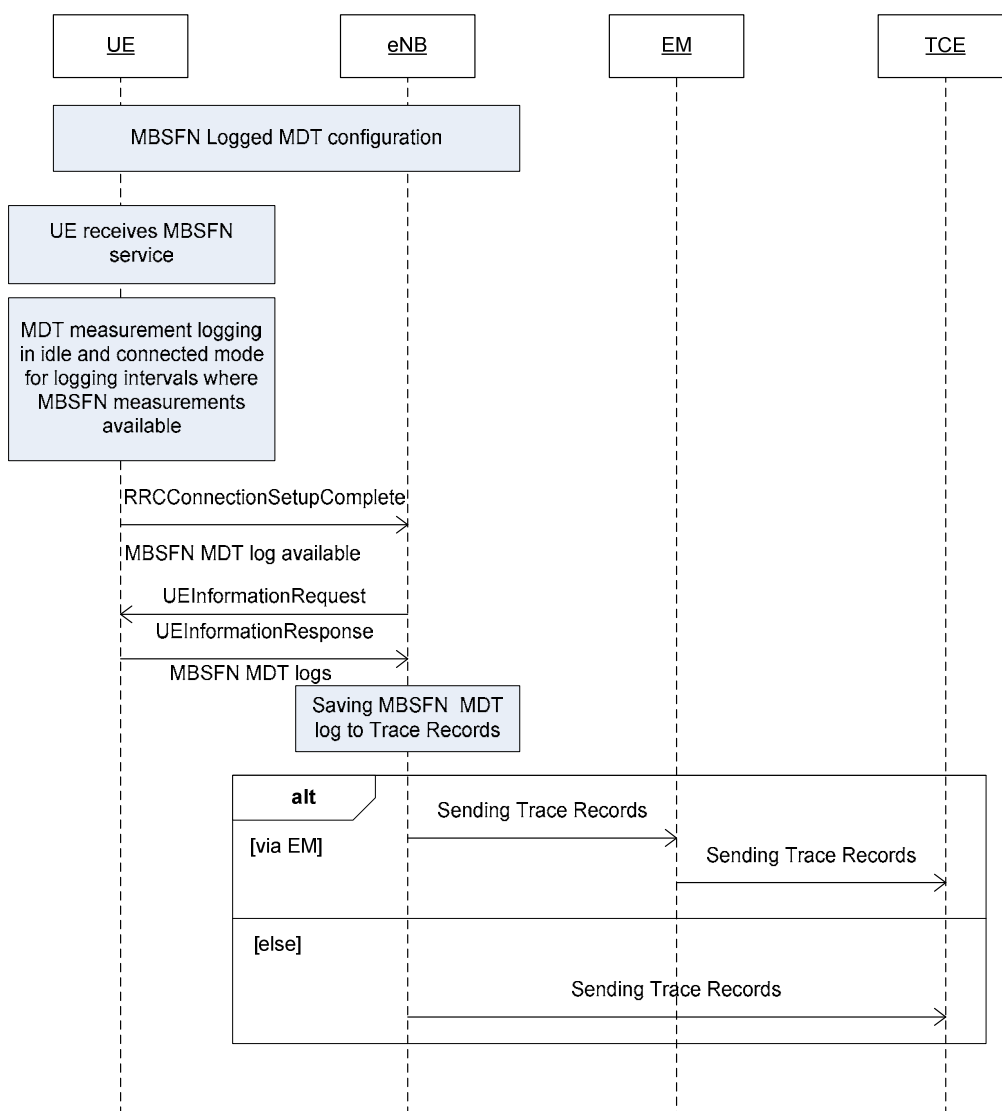 UE
eNB
EM
TCE
MBSFN Logged MDT configuration
UE receives MBSFN
service
MDT measurement logging
in idle and connected mode
for logging intervals where
MBSFN measurements
available
RRCConnectionSetupComplete
MBSFN MDT log available
UEInformationRequest
UEInformationResponse
MBSFN MDT logs
Saving MBSFN MDT
log to Trace Records
alt
Sending Trace Records
[via EM]
Sending Trace Records
[else]
Sending Trace Records